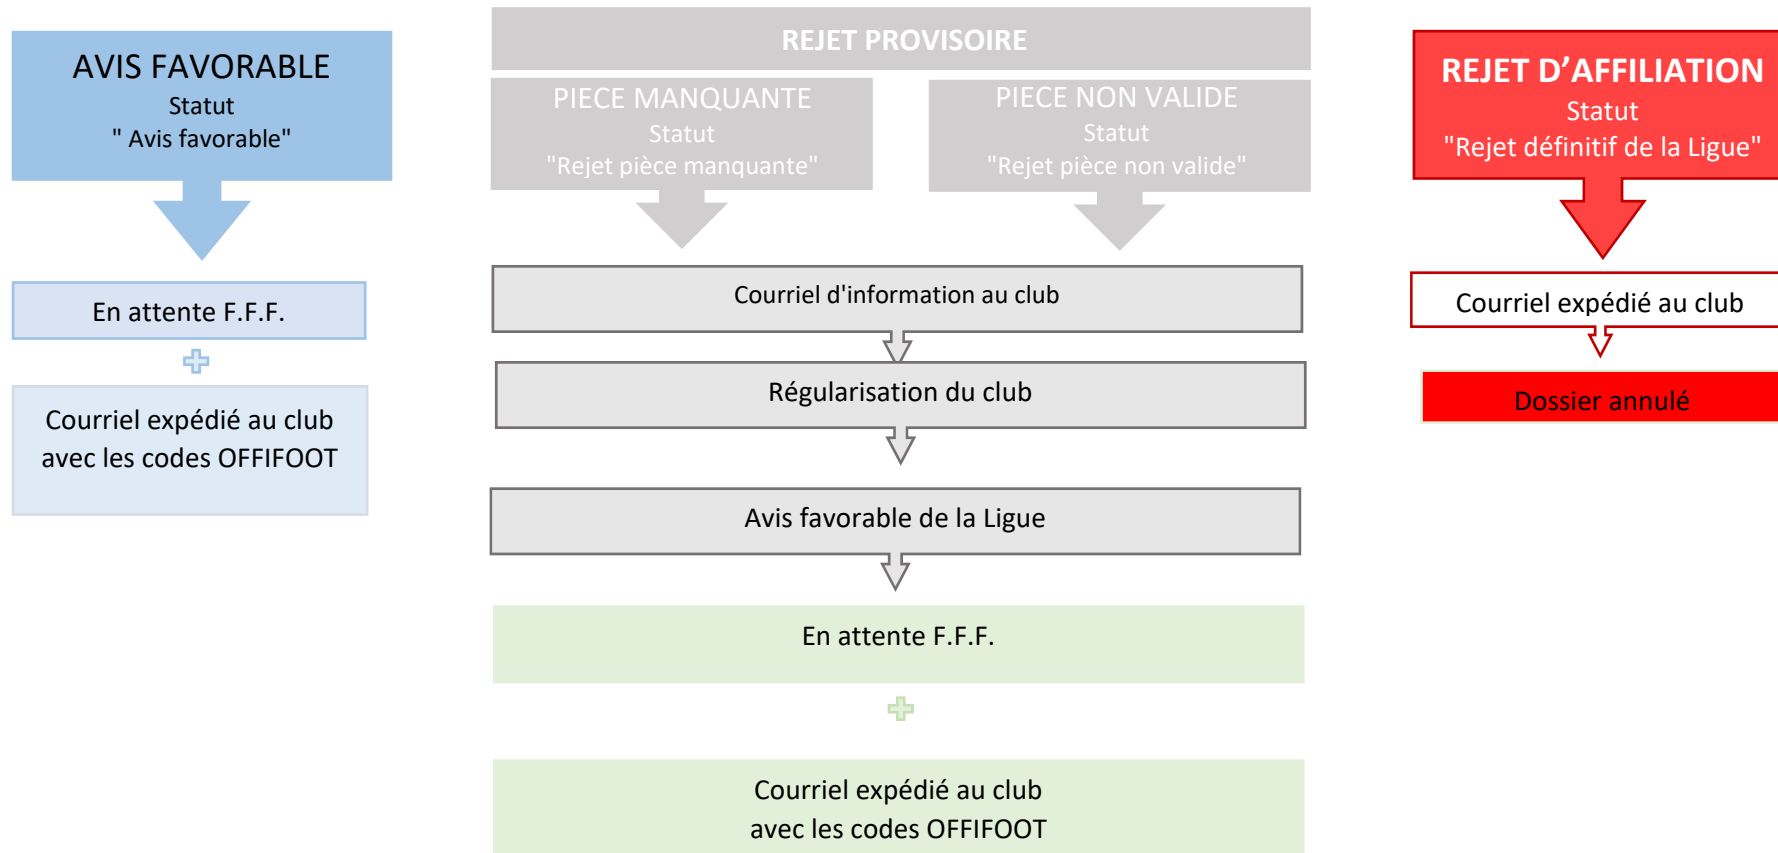 AVIS FAVORABLE
Statut
" Avis favorable"
En attente F.F.F.
Courriel expédié au club
avec les codes OFFIFOOT
REJET PROVISOIRE
PIECE MANQUANTE
Statut
"Rejet pièce manquante"
PIECE NON VALIDE
Statut
"Rejet pièce non valide"
Courriel d'information au club
Régularisation du club
Avis favorable de la Ligue
En attente F.F.F.
Courriel expédié au club
avec les codes OFFIFOOT
REJET D’AFFILIATION
Statut
"Rejet définitif de la Ligue"
Courriel expédié au club
Dossier annulé